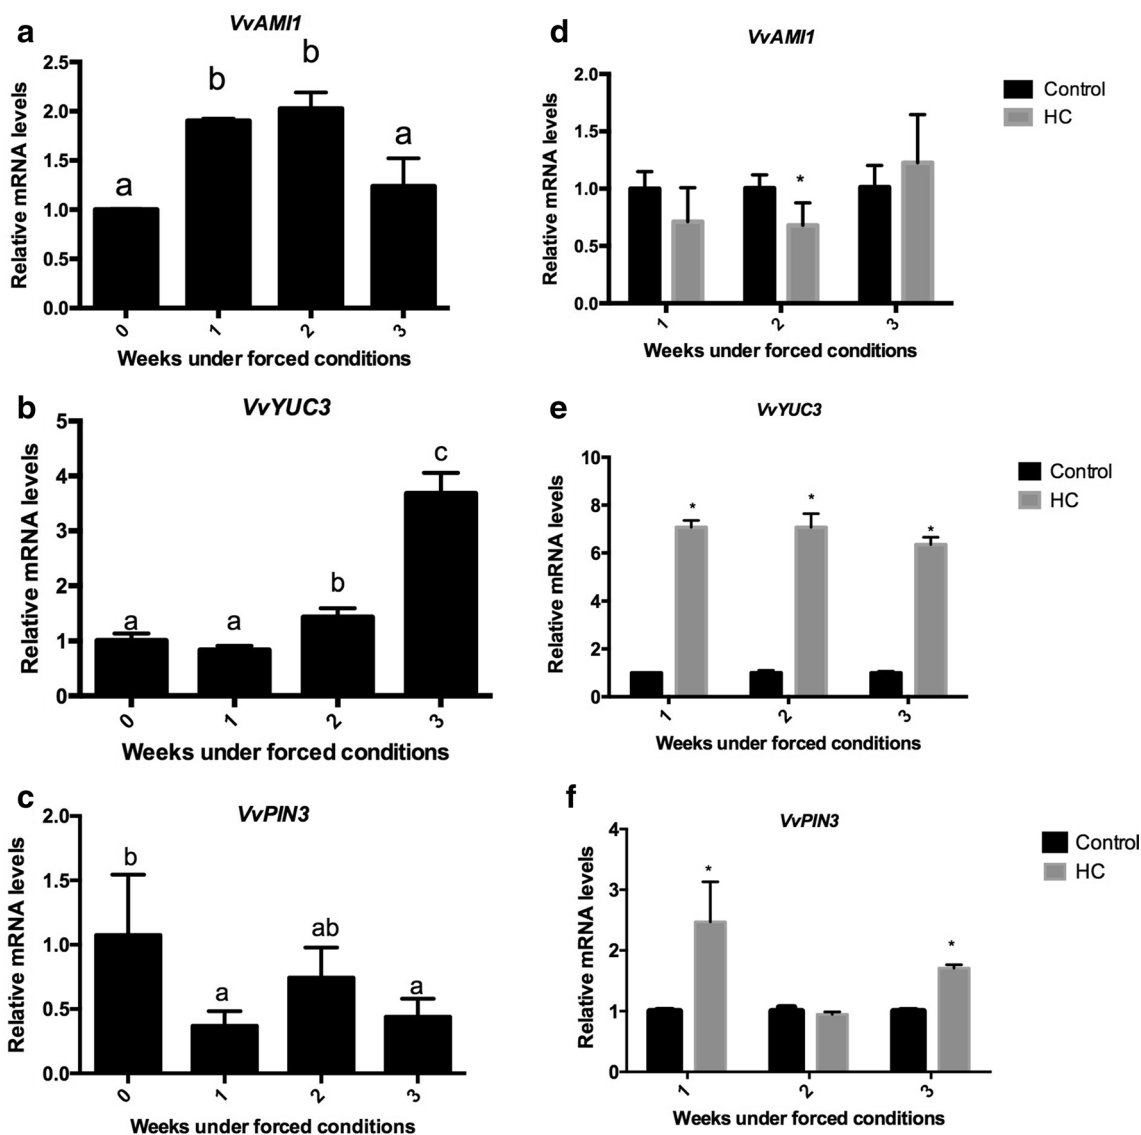 a
VvAMI1
Relative mRNA levels
2.5
2.0
1.5
1.0
0.5
0.0
a
b
b
a
0
1
2
3
Weeks under forced conditions
d
VvAMI1
Relative mRNA levels
2.0
1.5
1.0
0.5
0.0
*
1
2
3
Weeks under forced conditions
Control
HC
b
VvYUC3
Relative mRNA levels
5
4
3
2
1
0
a
a
b
c
0
1
2
3
Weeks under forced conditions
e
VvYUC3
Relative mRNA levels
10
8
6
4
2
0
*
*
*
1
2
3
Weeks under forced conditions
Control
HC
c
VvPIN3
Relative mRNA levels
2.0
1.5
1.0
0.5
0.0
b
a
ab
a
0
1
2
3
Weeks under forced conditions
f
VvPIN3
Relative mRNA levels
4
3
2
1
0
*
*
1
2
3
Weeks under forced conditions
Control
HC